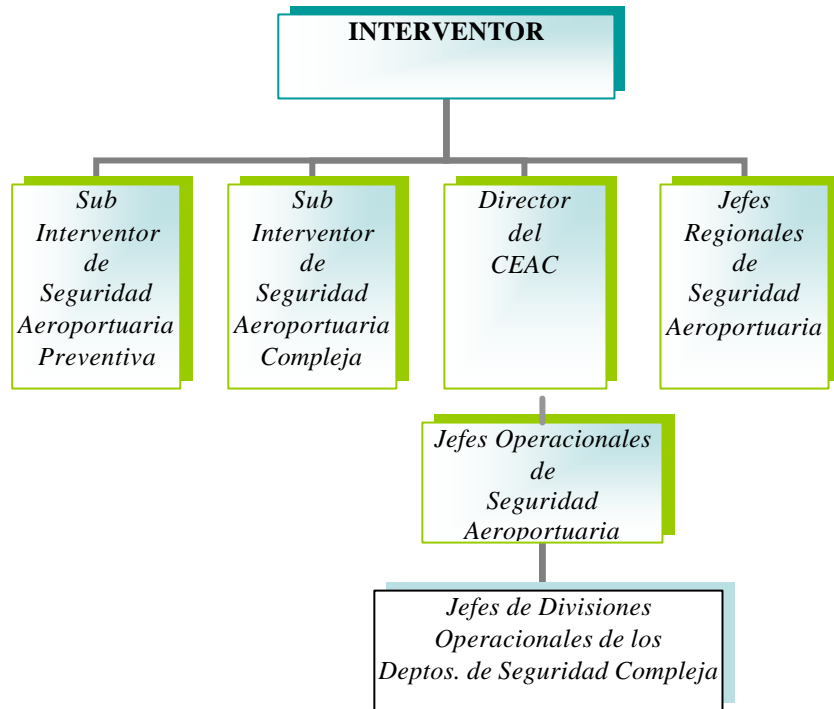 INTERVENTOR
Sub
Interventor
de
Seguridad
Aeroportuaria
Preventiva
Sub
Interventor
de
Seguridad
Aeroportuaria
Compleja
Director
del
CEAC
Jefes
Regionales
de
Seguridad
Aeroportuaria
Jefes Operacionales
de
Seguridad
Aeroportuaria
Jefes de Divisiones
Operacionales de los
Deptos. de Seguridad Compleja